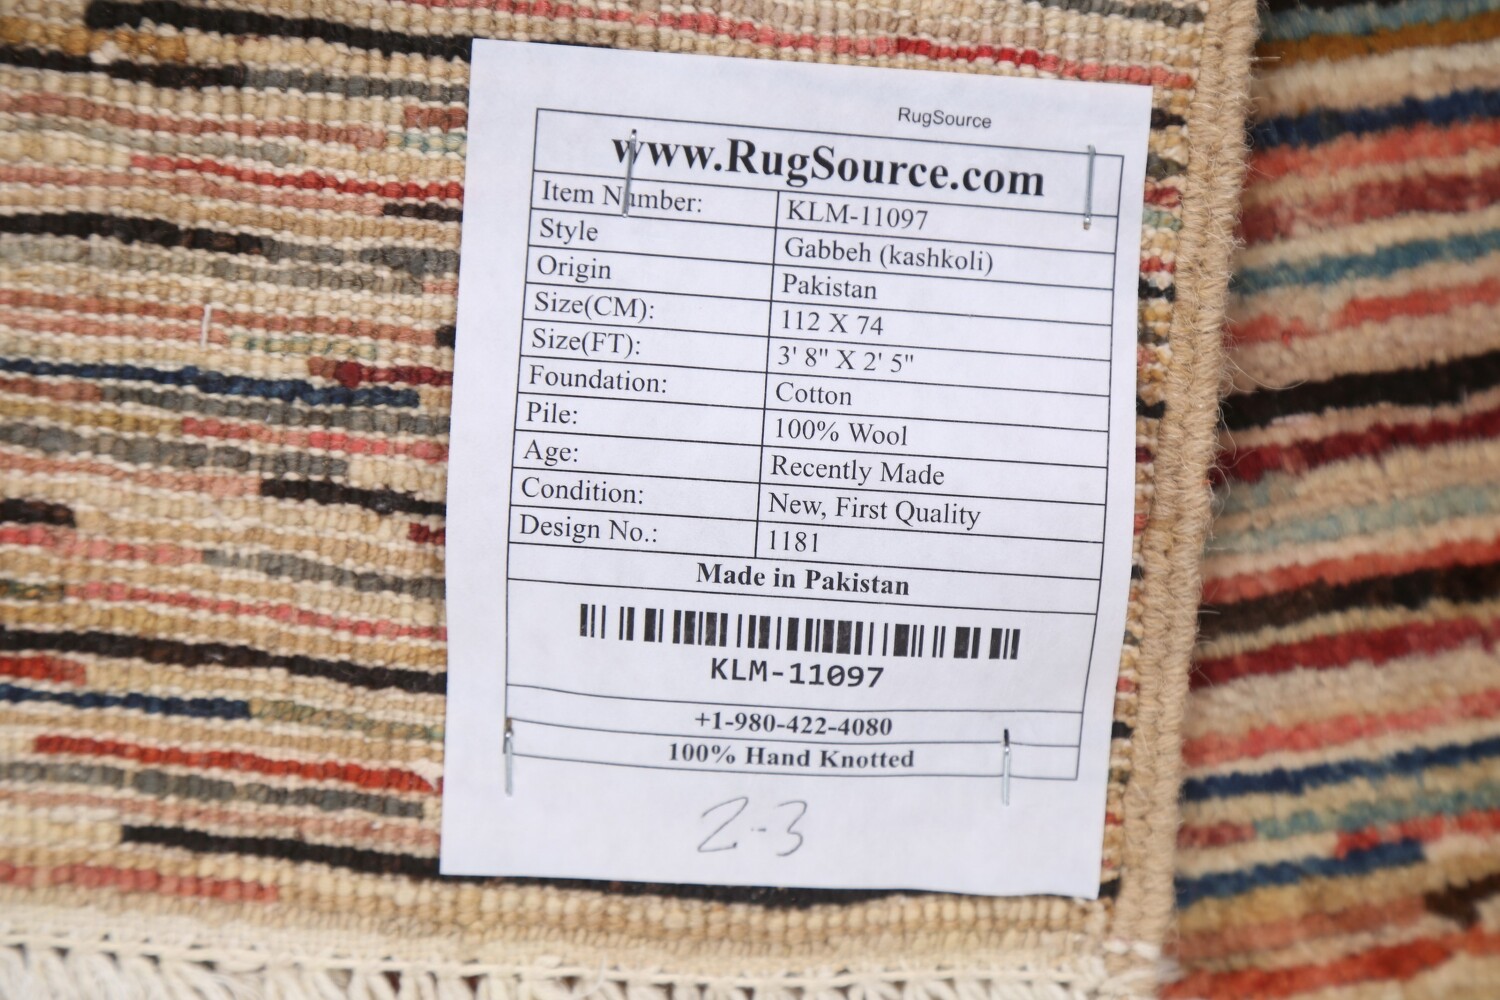 RugSource
www.RugSource.com
Item Number: KLM-11097
Style Gabbeh (kashkoli)
Origin Pakistan
Size(CM): 112 X 74
Size(FT): 3' 8" X 2' 5"
Foundation: Cotton
Pile: 100% Wool
Age: Recently Made
Condition: New, First Quality
Design No.: 1181
Made in Pakistan
KLM-11097
+1-980-422-4080
100% Hand Knotted
2-3